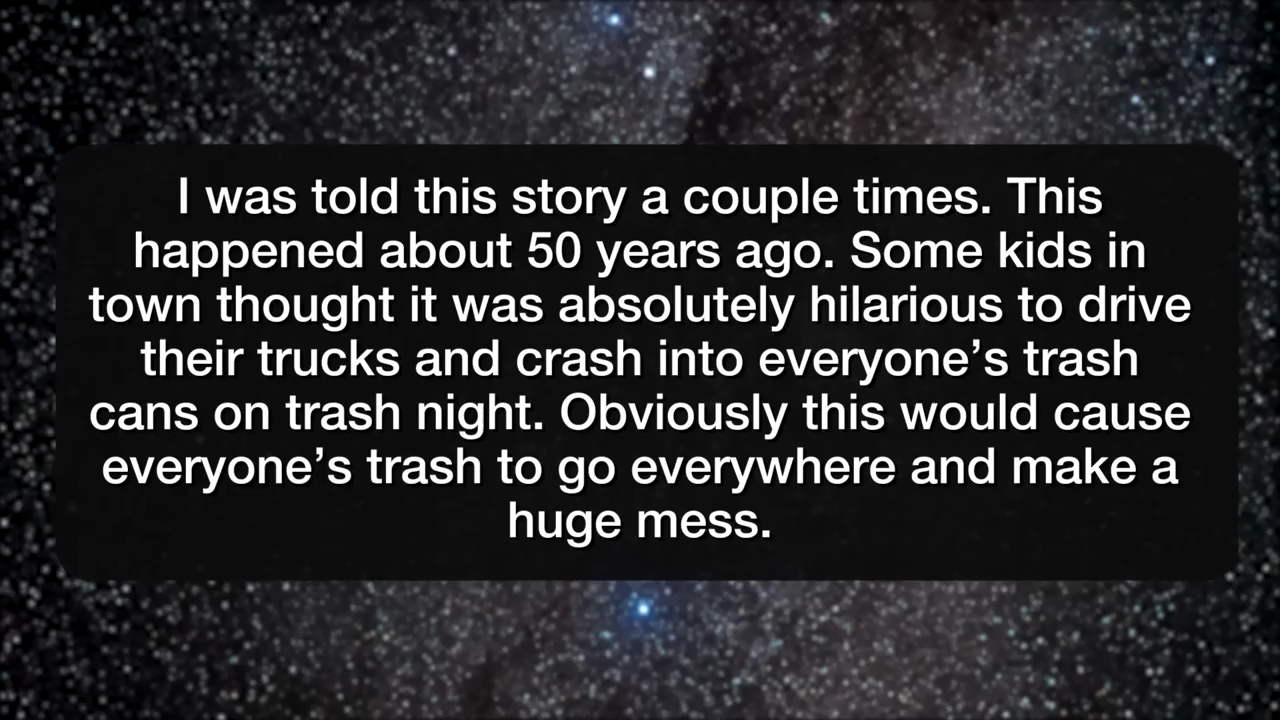 I was told this story a couple times. This
happened about 50 years ago. Some kids in
town thought it was absolutely hilarious to drive
their trucks and crash into everyone’s trash
cans on trash night. Obviously this would cause
everyone’s trash to go everywhere and make a
huge mess.